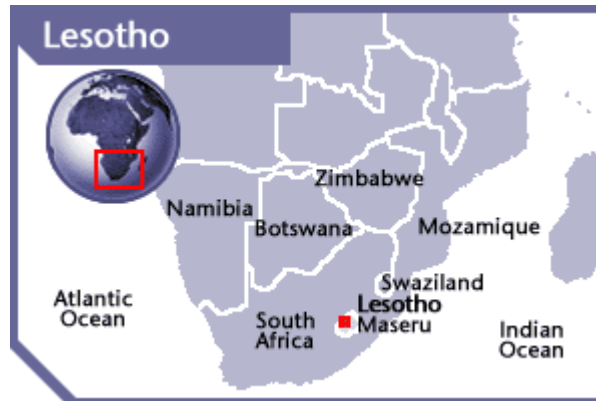 Lesotho
Zimbabwe
Namibia
Botswana
Mozamique
Swaziland
Atlantic
Ocean
Lesotho
South
Africa
Maseru
Indian
Ocean